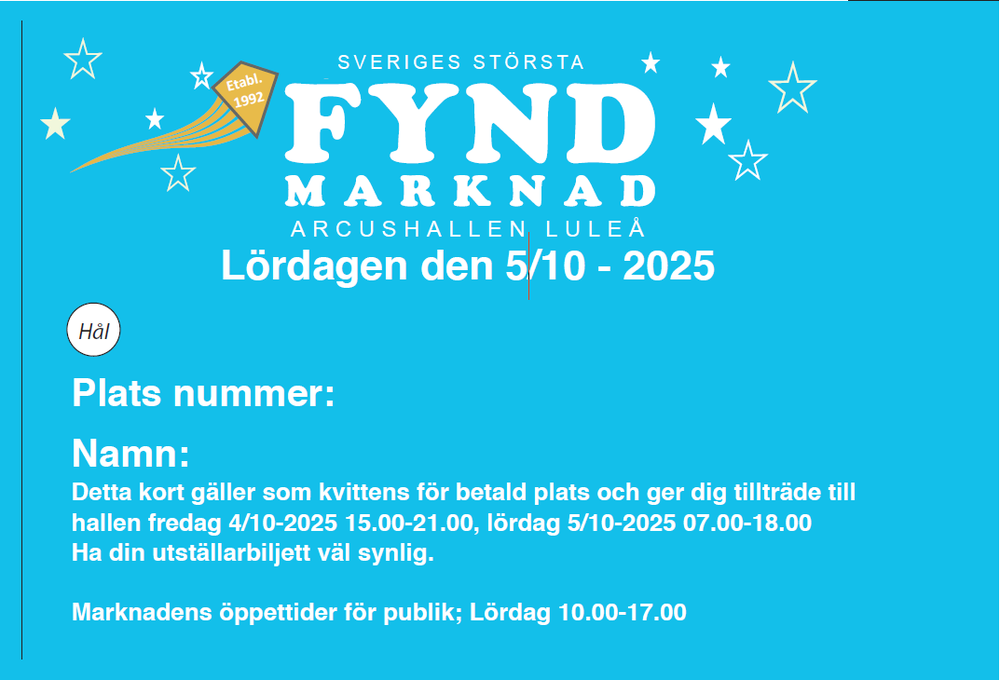 SVERIGES STÖRSTA
Etabl.
1992
FYND
MARKNAD
ARCUSHALLEN LULEÅ
Lördagen den 5/10 - 2025
Hål
Plats nummer:
Namn:
Detta kort gäller som kvittens för betald plats och ger dig tillträde till
hallen fredag 4/10-2025 15.00-21.00, lördag 5/10-2025 07.00-18.00
Ha din utställarbiljett väl synlig.
Marknadens öppettider för publik; Lördag 10.00-17.00